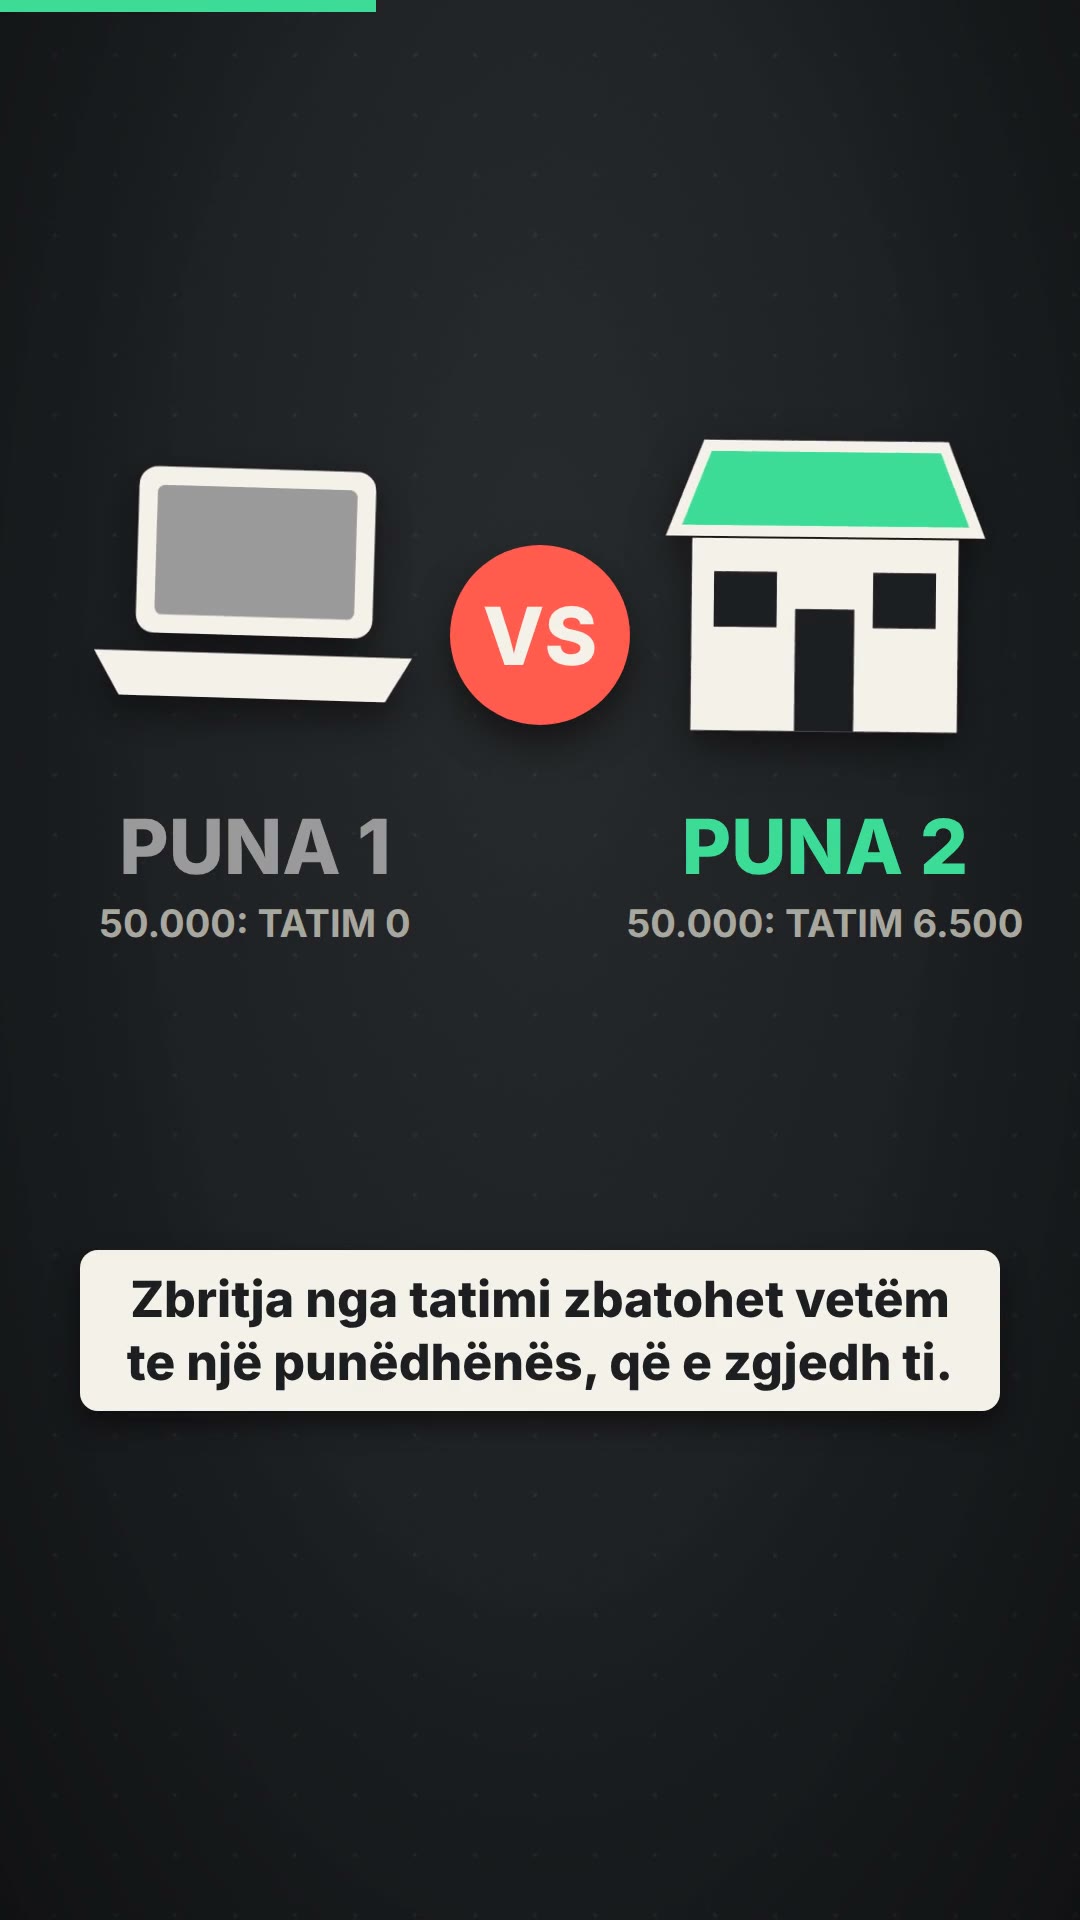 VS
PUNA 1
50.000: TATIM 0
PUNA 2
50.000: TATIM 6.500
Zbritja nga tatimi zbatohet vetëm
te një punëdhënës, që e zgjedh ti.